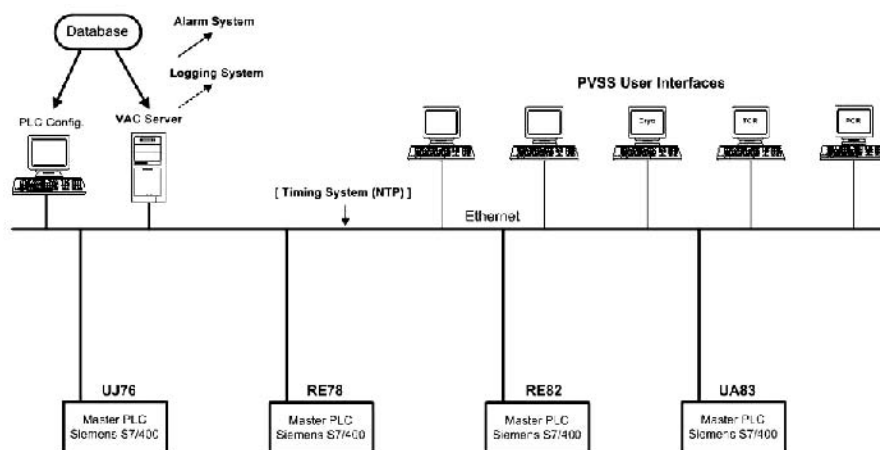 Database
Alarm System
Logging System
PLC Config.
VAC Server
PVSS User Interfaces
Cryo
TCR
PCR
[ Timing System (NTP) ]
Ethernet
UJ76
RE78
RE82
UA83
Master PLC
Siemens S7/400
Master PLC
Siemens S7/400
Master PLC
Siemens S7/400
Master PLC
Siemens S7/400